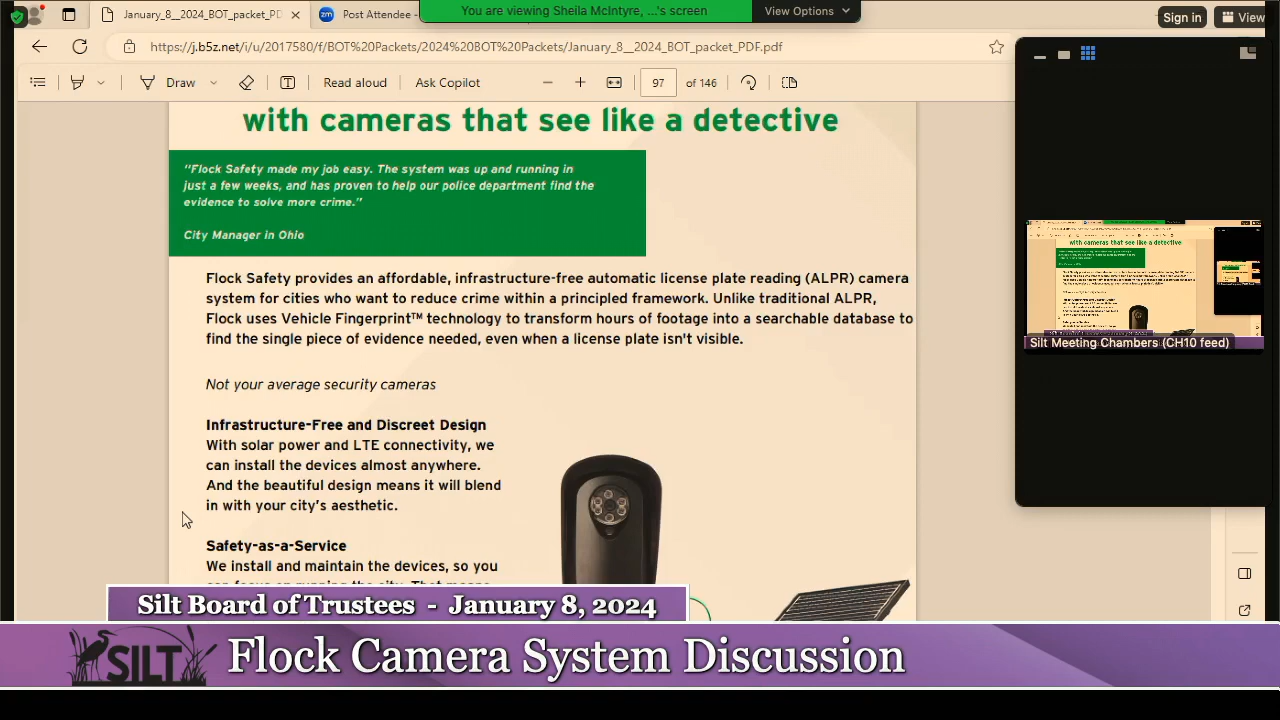 You are viewing Sheila McIntyre, ...'s screen
View Options
January_8__2024_BOT_packet_PD
Post Attendee -
Sign in
View
https://j.b5z.net/i/u/2017580/f/BOT%20Packets/2024%20BOT%20Packets/January_8__2024_BOT_packet_PDF.pdf
Draw
Read aloud
Ask Copilot
97
of 146
with cameras that see like a detective
"Flock Safety made my job easy. The system was up and running in
just a few weeks, and has proven to help our police department find the
evidence to solve more crime."
City Manager in Ohio
Flock Safety provides an affordable, infrastructure-free automatic license plate reading (ALPR) camera
system for cities who want to reduce crime within a principled framework. Unlike traditional ALPR,
Flock uses Vehicle Fingerprint™ technology to transform hours of footage into a searchable database to
find the single piece of evidence needed, even when a license plate isn't visible.
Not your average security cameras
Infrastructure-Free and Discreet Design
With solar power and LTE connectivity, we
can install the devices almost anywhere.
And the beautiful design means it will blend
in with your city's aesthetic.
Safety-as-a-Service
We install and maintain the devices, so you
with cameras that see like a detective
Silt Meeting Chambers (CH10 feed)
Silt Board of Trustees - January 8, 2024
SILT
Flock Camera System Discussion